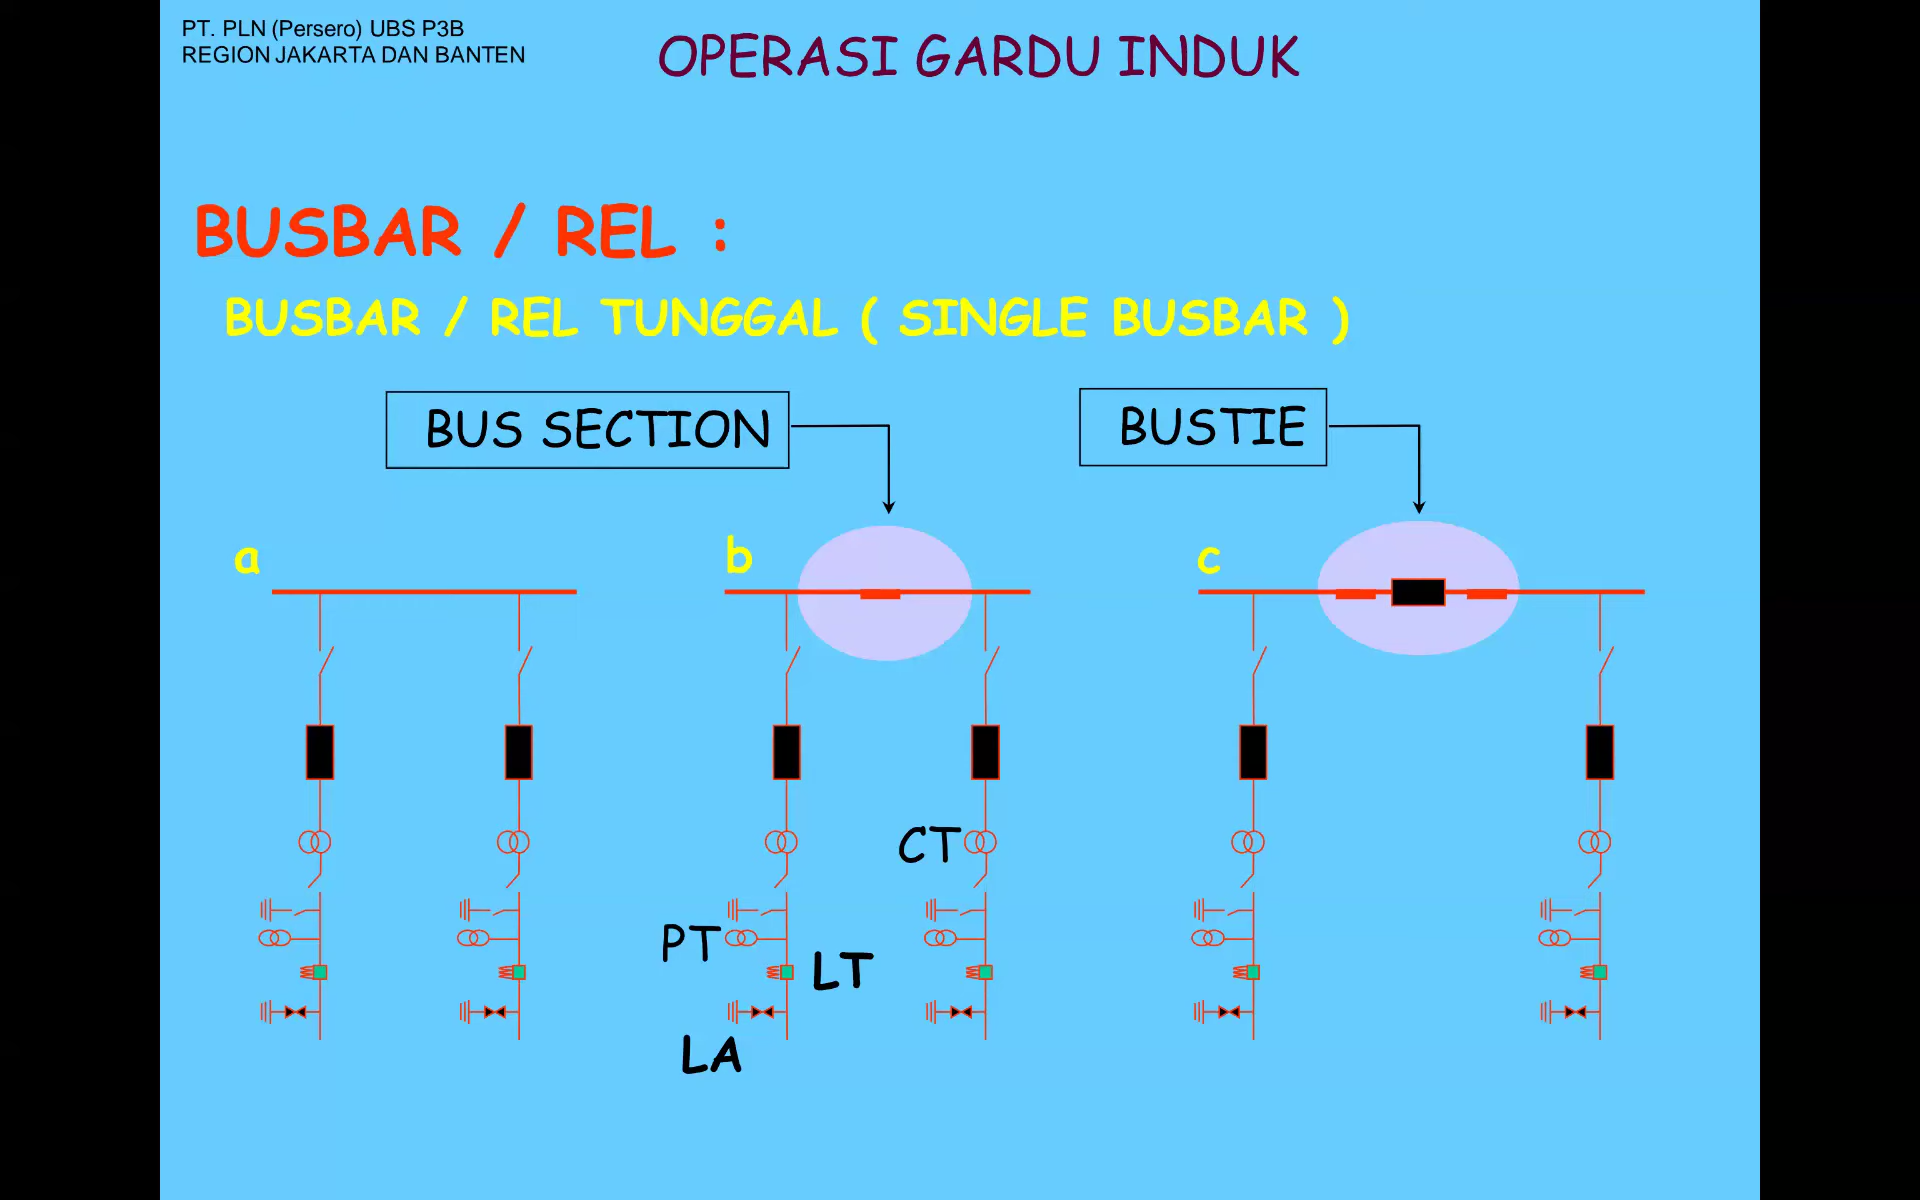 PT. PLN (Persero) UBS P3B
REGION JAKARTA DAN BANTEN
OPERASI GARDU INDUK
BUSBAR / REL :
BUSBAR / REL TUNGGAL ( SINGLE BUSBAR )
BUS SECTION
BUSTIE
a
b
c
CT
PT
LT
LA